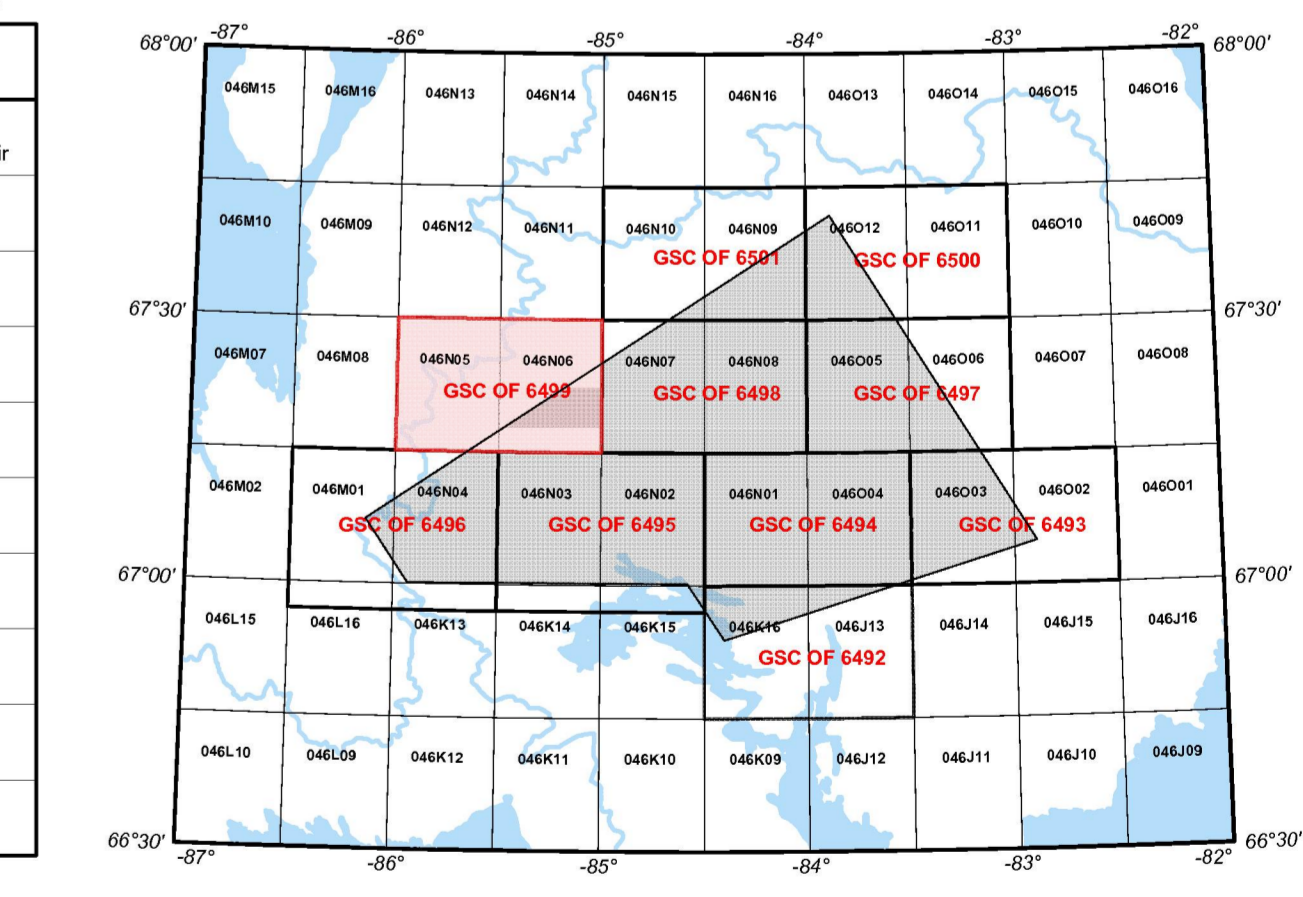 -87° -86° -85° -84° -83° -82°
68°00' 68°00'
046M15 046M16 046N13 046N14 046N15 046N16 046O13 046O14 046O15 046O16
ir
046M10 046M09 046N12 046N11 046N10 046N09 046O12 046O11 046O10 046O09
GSC OF 6501 GSC OF 6500
67°30' 67°30'
046M07 046M08 046N05 046N06 046N07 046N08 046O05 046O06 046O07 046O08
GSC OF 6499 GSC OF 6498 GSC OF 6497
046M02 046M01 046N04 046N03 046N02 046N01 046O04 046O03 046O02 046O01
GSC OF 6496 GSC OF 6495 GSC OF 6494 GSC OF 6493
67°00' 67°00'
046L15 046L16 046K13 046K14 046K15 046K16 046J13 046J14 046J15 046J16
GSC OF 6492
046L10 046L09 046K12 046K11 046K10 046K09 046J12 046J11 046J10 046J09
66°30' 66°30'
-87° -86° -85° -84° -83° -82°